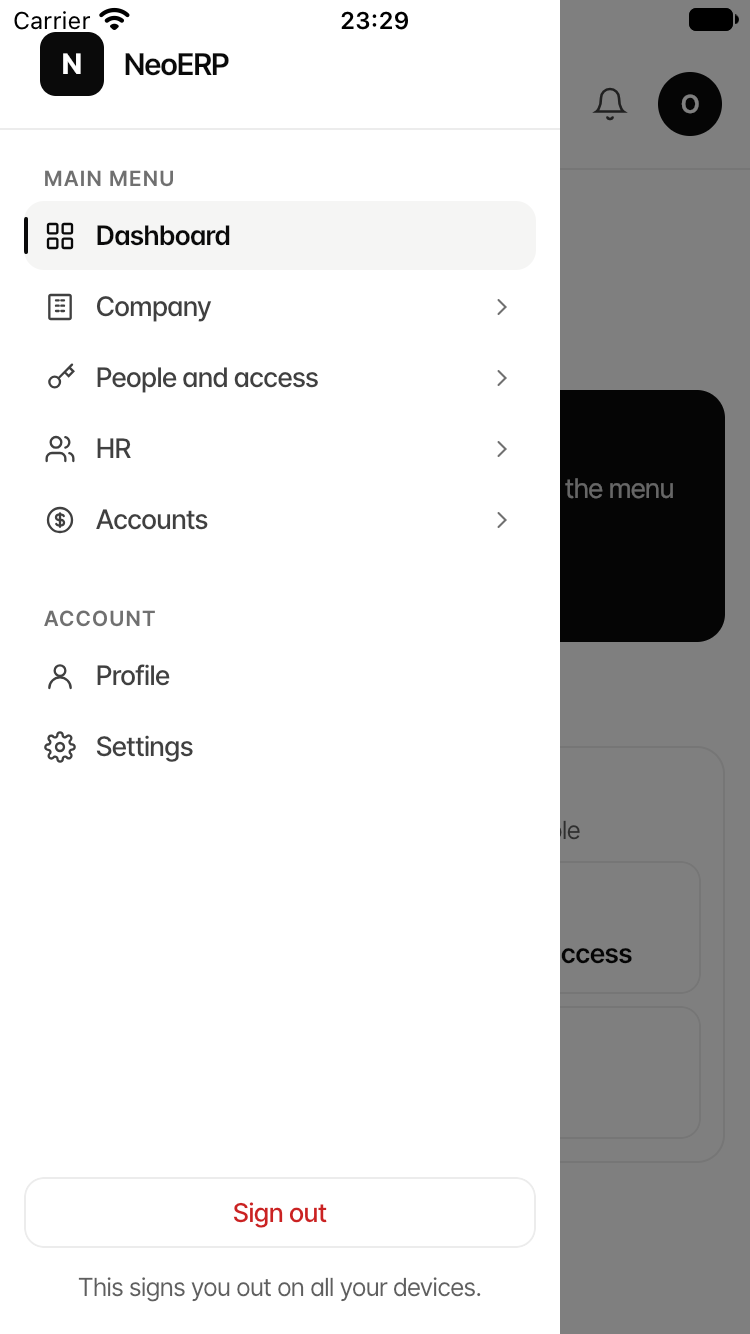 Carrier 23:29
N NeoERP
O
MAIN MENU
Dashboard
Company
People and access
the menu
HR
Accounts
ACCOUNT
Profile
Settings
Sign out
This signs you out on all your devices.